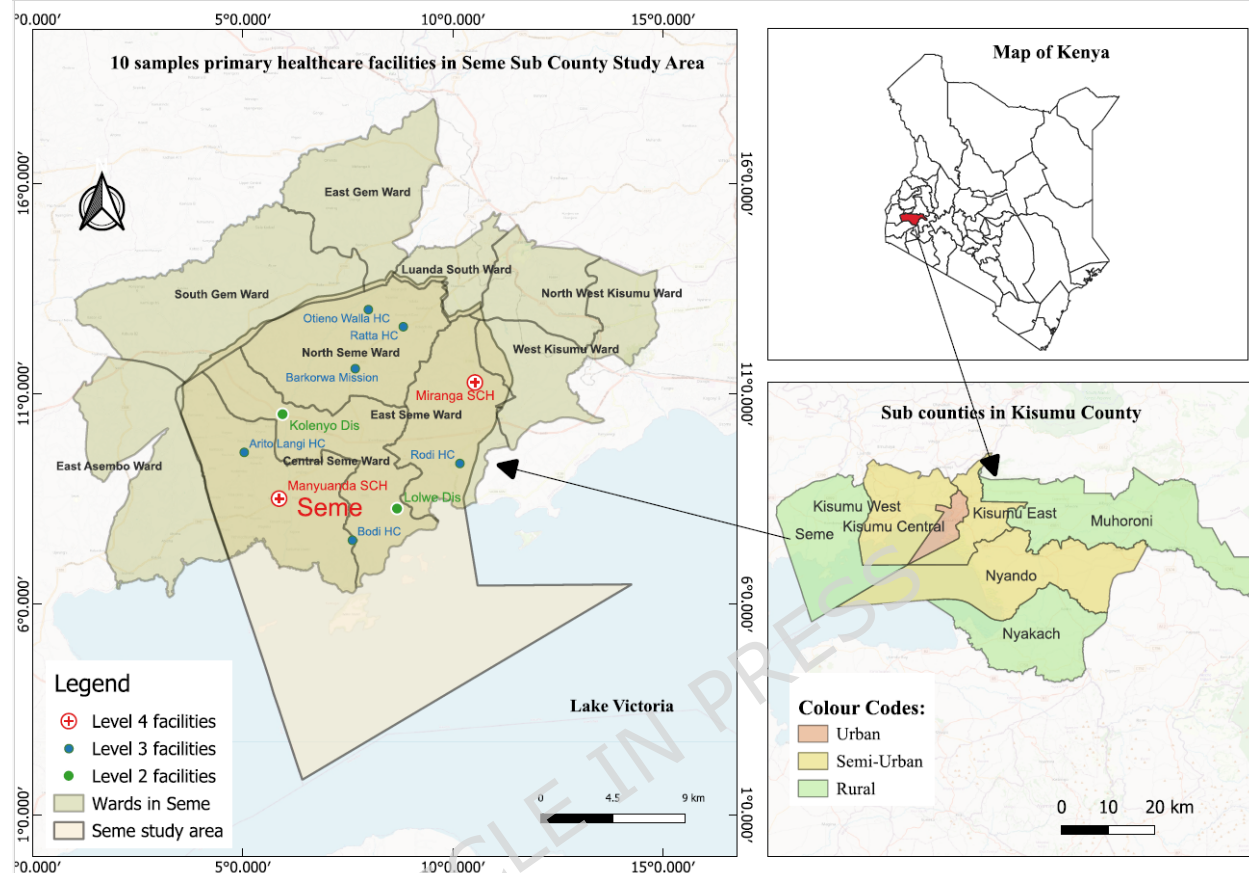 0°0.000′
5°0.000′
10°0.000′
15°0.000′
10 samples primary healthcare facilities in Seme Sub County Study Area
16°0.000′
11°0.000′
6°0.000′
1°0.000′
East Gem Ward
Luanda South Ward
South Gem Ward
North West Kisumu Ward
Otieno Walla HC
Ratta HC
North Seme Ward
West Kisumu Ward
Barkorwa Mission
Miranga SCH
East Seme Ward
Kolenyo Dis
Arito Langi HC
Rodi HC
Central Seme Ward
East Asembo Ward
Manyuanda SCH
Lolwe Dis
Seme
Bodi HC
Lake Victoria
Legend
Level 4 facilities
Level 3 facilities
Level 2 facilities
Wards in Seme
Seme study area
0 4.5 9 km
16°0.000′
11°0.000′
6°0.000′
1°0.000′
0°0.000′
5°0.000′
10°0.000′
15°0.000′
Map of Kenya
Sub counties in Kisumu County
Kisumu West
Kisumu Central
Kisumu East
Muhoroni
Seme
Nyando
Nyakach
Colour Codes:
Urban
Semi-Urban
Rural
0 10 20 km
CLE IN PRESS